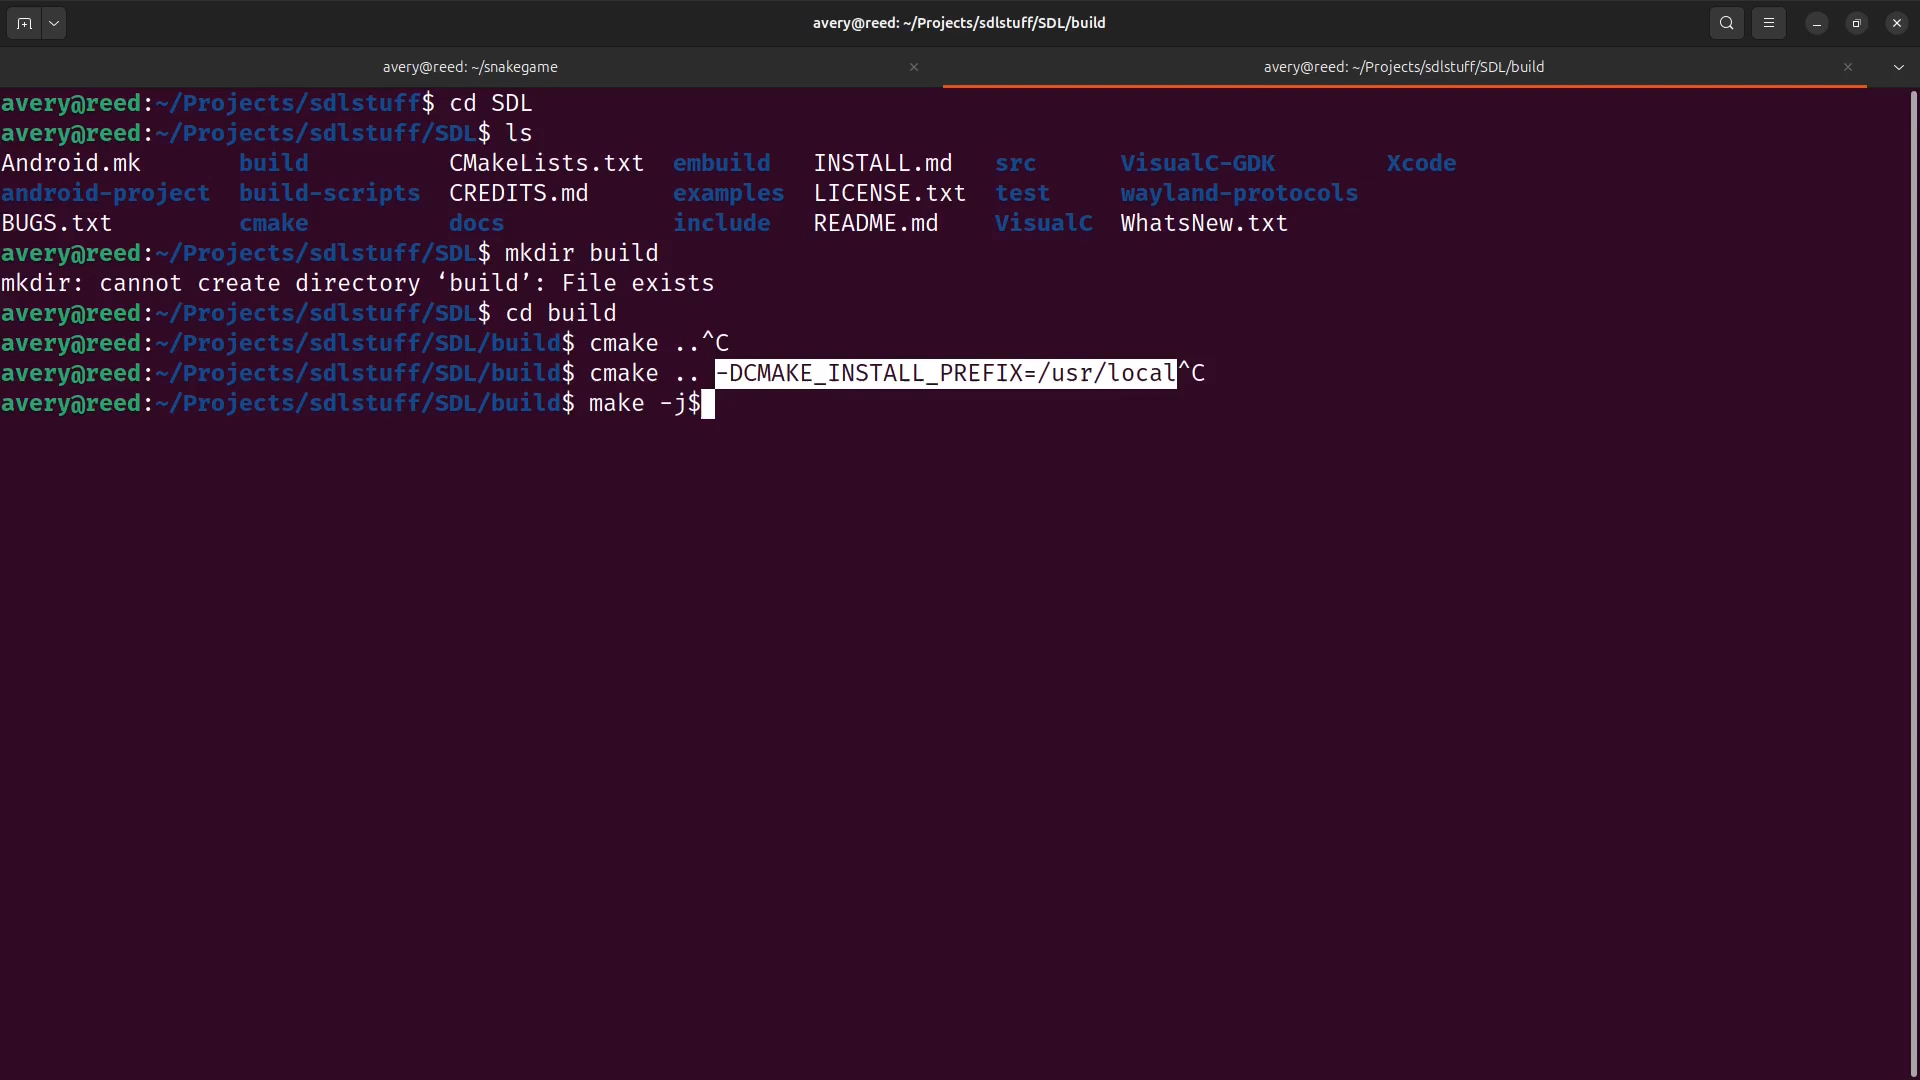 avery@reed: ~/Projects/sdlstuff/SDL/build
avery@reed: ~/snakegame
avery@reed: ~/Projects/sdlstuff/SDL/build
avery@reed:~/Projects/sdlstuff$ cd SDL
avery@reed:~/Projects/sdlstuff/SDL$ ls
Android.mk build CMakeLists.txt embuild INSTALL.md src VisualC-GDK Xcode
android-project build-scripts CREDITS.md examples LICENSE.txt test wayland-protocols
BUGS.txt cmake docs include README.md VisualC WhatsNew.txt
avery@reed:~/Projects/sdlstuff/SDL$ mkdir build
mkdir: cannot create directory ‘build’: File exists
avery@reed:~/Projects/sdlstuff/SDL$ cd build
avery@reed:~/Projects/sdlstuff/SDL/build$ cmake ..^C
avery@reed:~/Projects/sdlstuff/SDL/build$ cmake .. -DCMAKE_INSTALL_PREFIX=/usr/local^C
avery@reed:~/Projects/sdlstuff/SDL/build$ make -j$